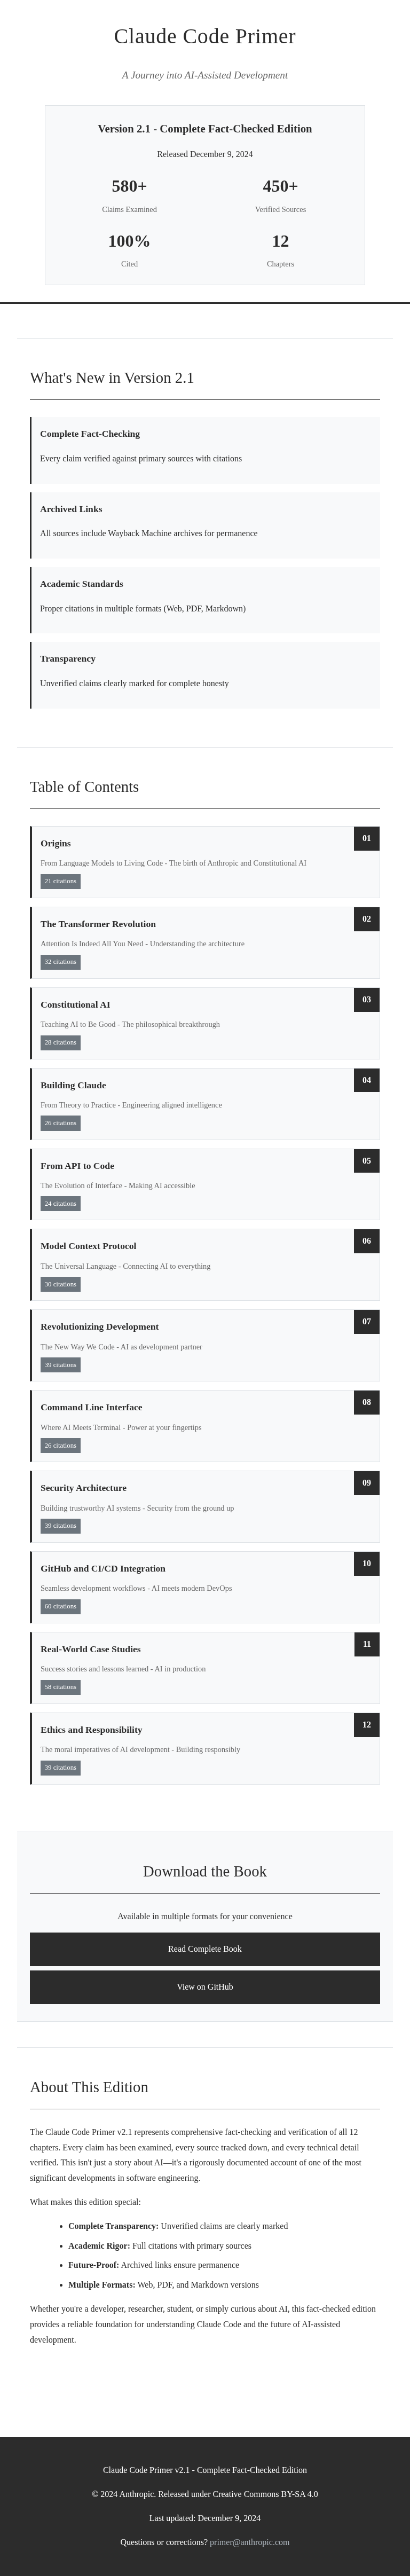 Claude Code Primer
A Journey into AI-Assisted Development
Version 2.1 - Complete Fact-Checked Edition
Released December 9, 2024
580+
Claims Examined
450+
Verified Sources
100%
Cited
12
Chapters
What's New in Version 2.1
Complete Fact-Checking
Every claim verified against primary sources with citations
Archived Links
All sources include Wayback Machine archives for permanence
Academic Standards
Proper citations in multiple formats (Web, PDF, Markdown)
Transparency
Unverified claims clearly marked for complete honesty
Table of Contents
01
Origins
From Language Models to Living Code - The birth of Anthropic and Constitutional AI
21 citations
02
The Transformer Revolution
Attention Is Indeed All You Need - Understanding the architecture
32 citations
03
Constitutional AI
Teaching AI to Be Good - The philosophical breakthrough
28 citations
04
Building Claude
From Theory to Practice - Engineering aligned intelligence
26 citations
05
From API to Code
The Evolution of Interface - Making AI accessible
24 citations
06
Model Context Protocol
The Universal Language - Connecting AI to everything
30 citations
07
Revolutionizing Development
The New Way We Code - AI as development partner
39 citations
08
Command Line Interface
Where AI Meets Terminal - Power at your fingertips
26 citations
09
Security Architecture
Building trustworthy AI systems - Security from the ground up
39 citations
10
GitHub and CI/CD Integration
Seamless development workflows - AI meets modern DevOps
60 citations
11
Real-World Case Studies
Success stories and lessons learned - AI in production
58 citations
12
Ethics and Responsibility
The moral imperatives of AI development - Building responsibly
39 citations
Download the Book
Available in multiple formats for your convenience
Read Complete Book
View on GitHub
About This Edition
The Claude Code Primer v2.1 represents comprehensive fact-checking and verification of all 12
chapters. Every claim has been examined, every source tracked down, and every technical detail
verified. This isn't just a story about AI—it's a rigorously documented account of one of the most
significant developments in software engineering.
What makes this edition special:
• Complete Transparency: Unverified claims are clearly marked
• Academic Rigor: Full citations with primary sources
• Future-Proof: Archived links ensure permanence
• Multiple Formats: Web, PDF, and Markdown versions
Whether you're a developer, researcher, student, or simply curious about AI, this fact-checked edition
provides a reliable foundation for understanding Claude Code and the future of AI-assisted
development.
Claude Code Primer v2.1 - Complete Fact-Checked Edition
© 2024 Anthropic. Released under Creative Commons BY-SA 4.0
Last updated: December 9, 2024
Questions or corrections? primer@anthropic.com